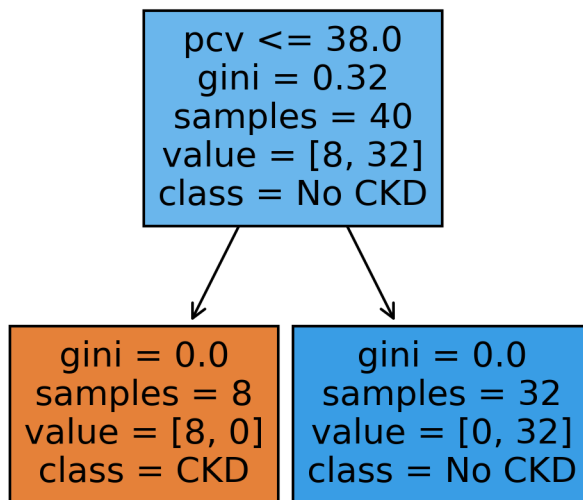 pcv <= 38.0
gini = 0.32
samples = 40
value = [8, 32]
class = No CKD
gini = 0.0
samples = 8
value = [8, 0]
class = CKD
gini = 0.0
samples = 32
value = [0, 32]
class = No CKD